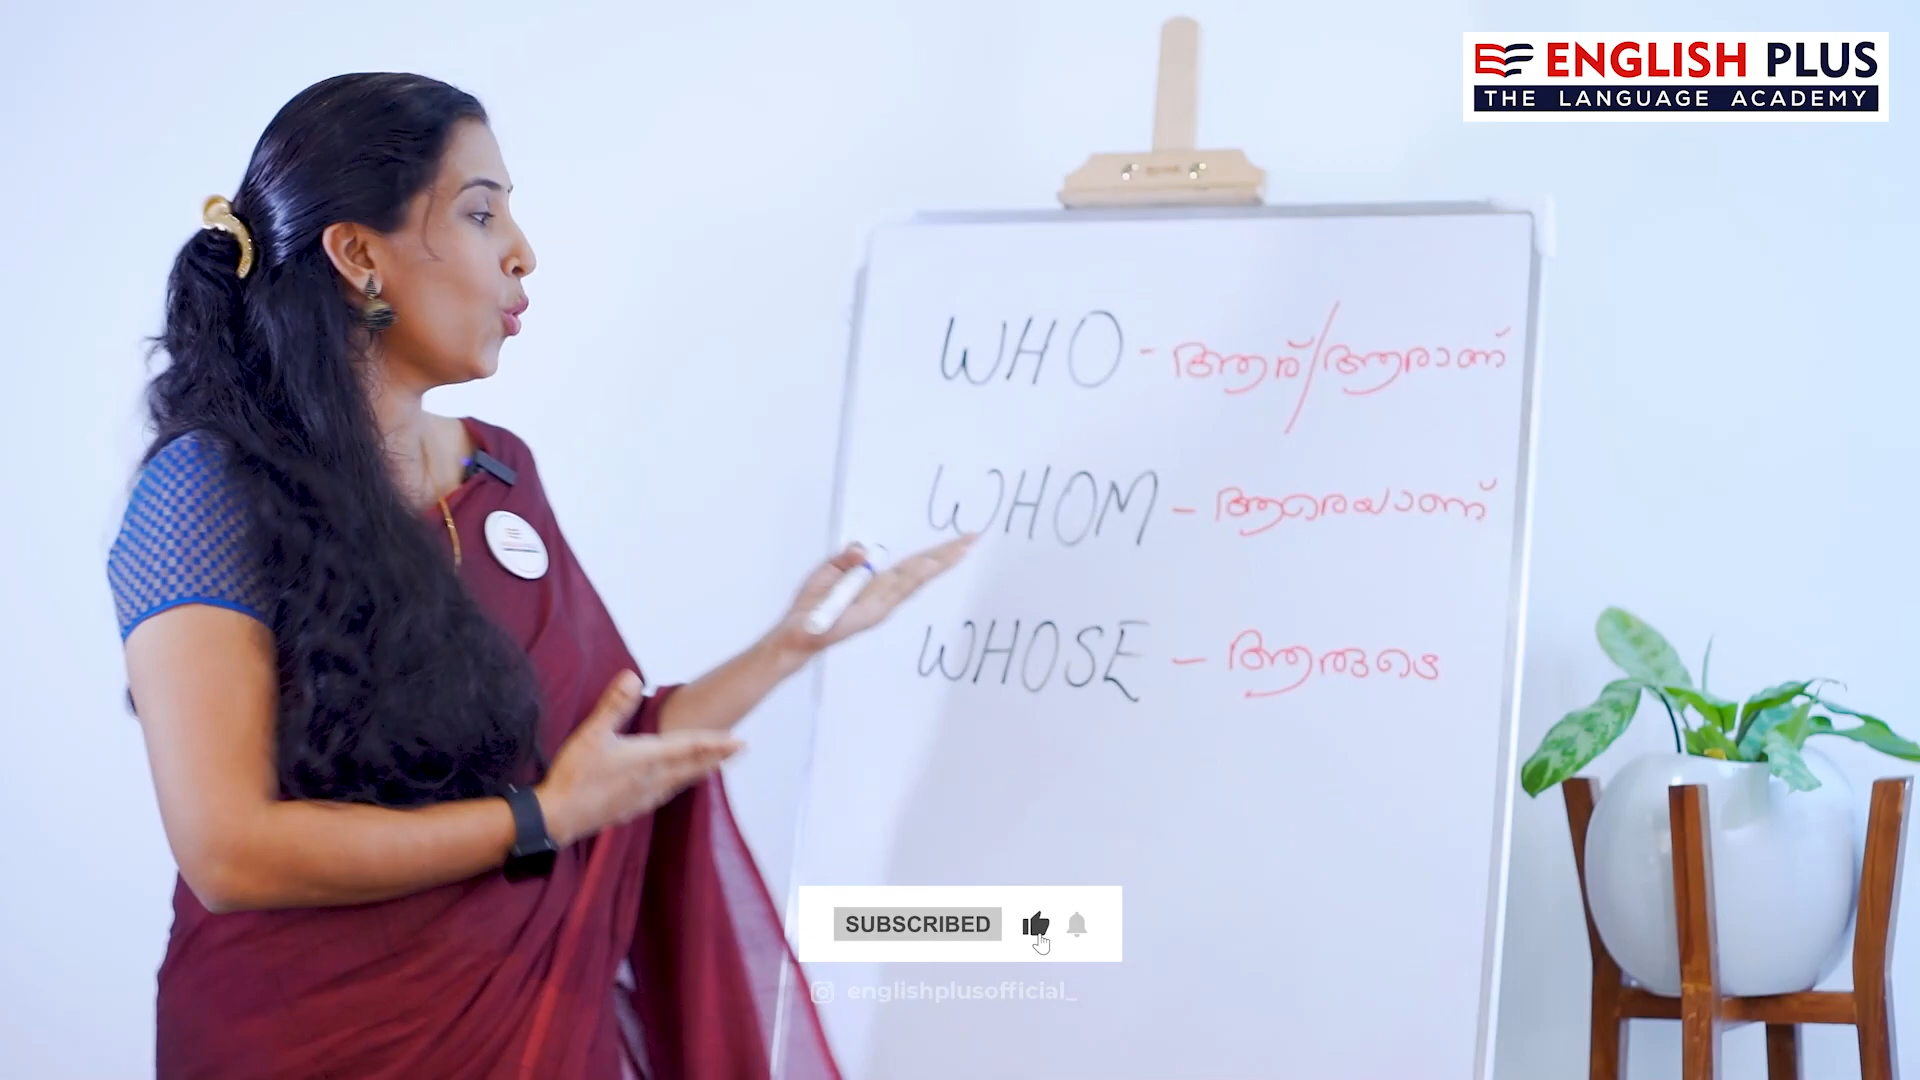 ENGLISH PLUS
THE LANGUAGE ACADEMY
WHO - ആര്/ആരാണ്
WHOM - ആരെയാണ്
WHOSE - ആരുടെ
SUBSCRIBED
englishplusofficial_